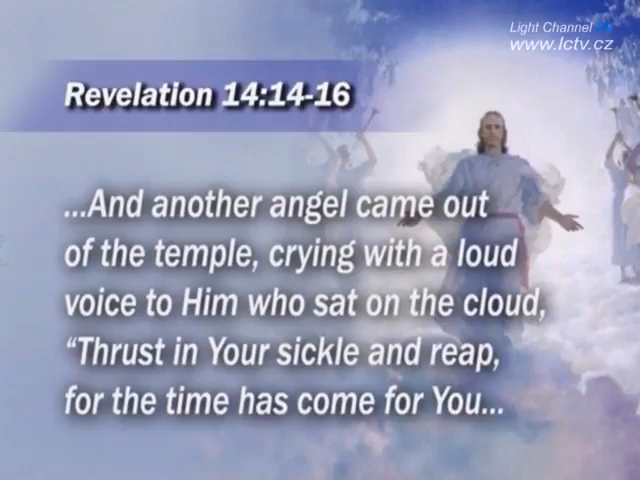 Light Channel
www.lctv.cz
Revelation 14:14-16
...And another angel came out
of the temple, crying with a loud
voice to Him who sat on the cloud,
“Thrust in Your sickle and reap,
for the time has come for You...